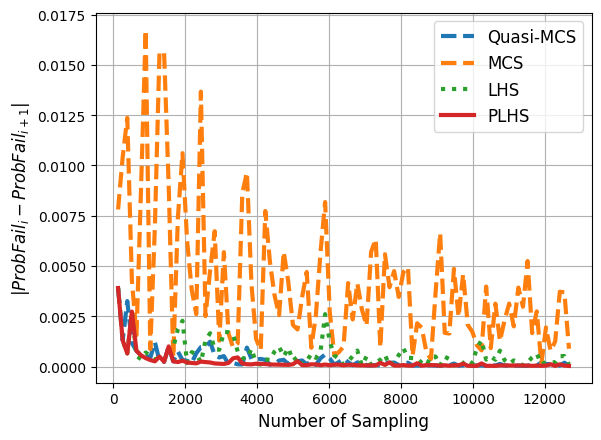 0.0175
0.0150
0.0125
0.0100
0.0075
0.0050
0.0025
0.0000
|ProbFail_i − ProbFail_{i+1}|
Quasi-MCS
MCS
LHS
PLHS
0 2000 4000 6000 8000 10000 12000
Number of Sampling